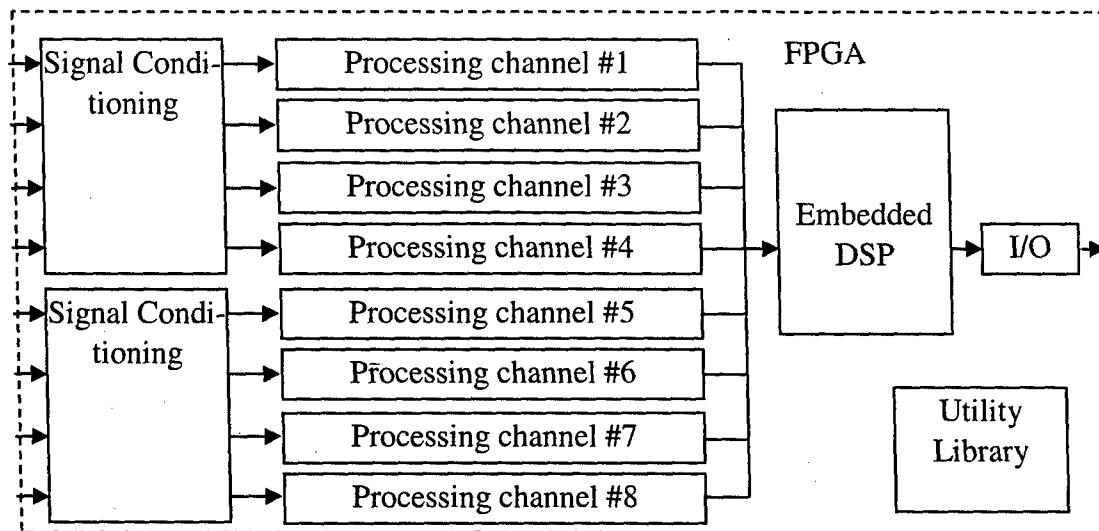 Signal Condi-
tioning
Processing channel #1
Processing channel #2
Processing channel #3
Processing channel #4
Signal Condi-
tioning
Processing channel #5
Processing channel #6
Processing channel #7
Processing channel #8
FPGA
Embedded
DSP
I/O
Utility
Library